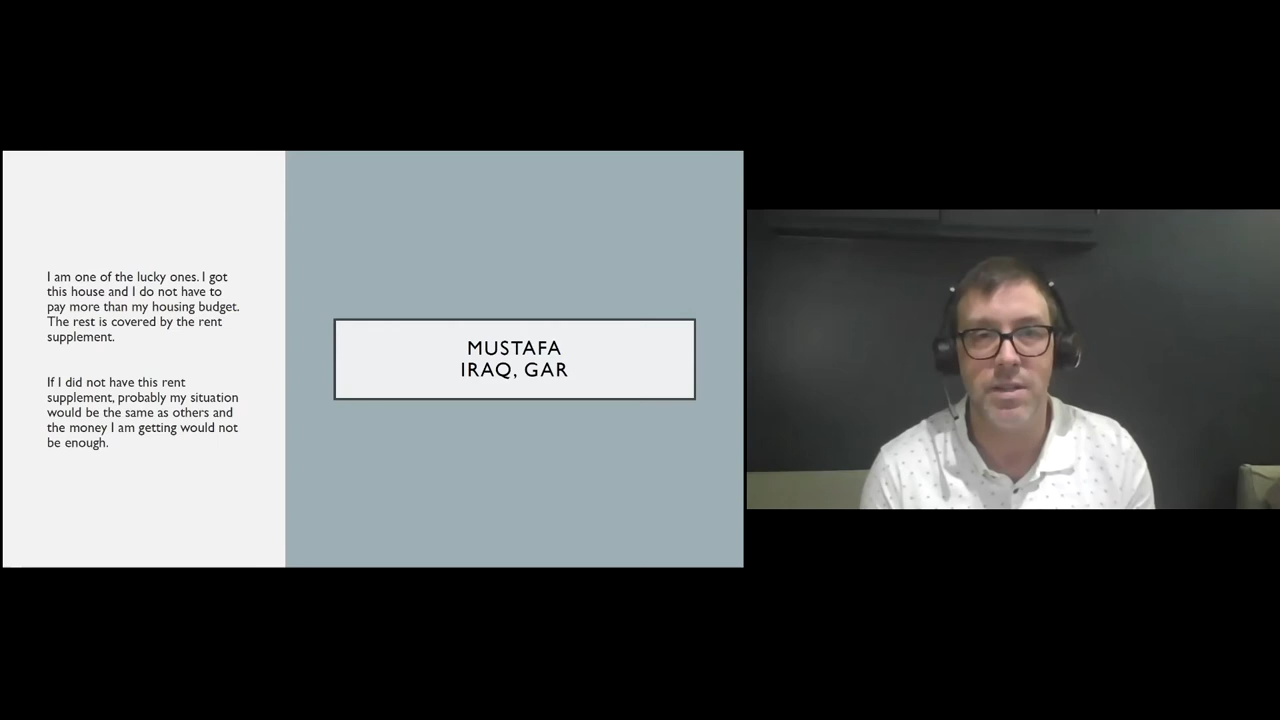 I am one of the lucky ones. I got
this house and I do not have to
pay more than my housing budget.
The rest is covered by the rent
supplement.
If I did not have this rent
supplement, probably my situation
would be the same as others and
the money I am getting would not
be enough.
MUSTAFA
IRAQ, GAR